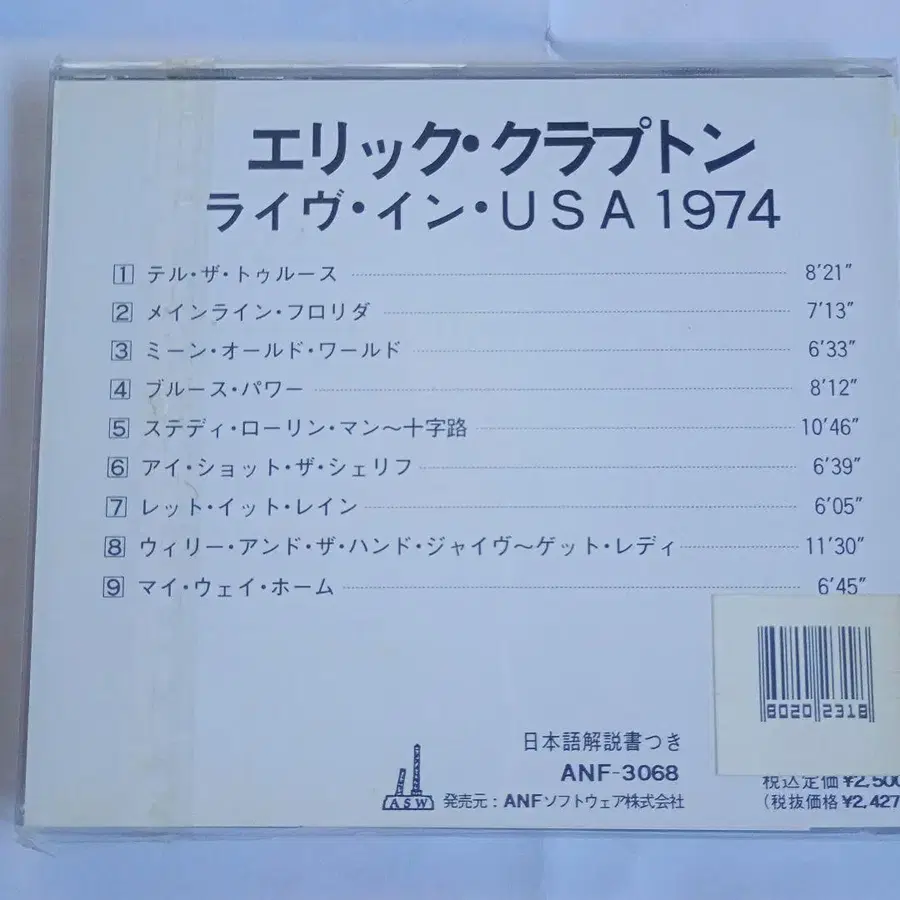 エリック・クラプトン
ライヴ・イン・USA 1974
1 テル・ザ・トゥルース 8'21"
2 メインライン・フロリダ 7'13"
3 ミーン・オールド・ワールド 6'33"
4 ブルース・パワー 8'12"
5 ステディ・ローリン・マン〜十字路 10'46"
6 アイ・ショット・ザ・シェリフ 6'39"
7 レット・イット・レイン 6'05"
8 ウィリー・アンド・ザ・ハンド・ジャイヴ〜ゲット・レディ 11'30"
9 マイ・ウェイ・ホーム 6'45"
8020 2318
日本語解説書つき
ANF-3068
税込定価¥2,500
ASW 発売元:ANFソフトウェア株式会社 (税抜価格¥2,427